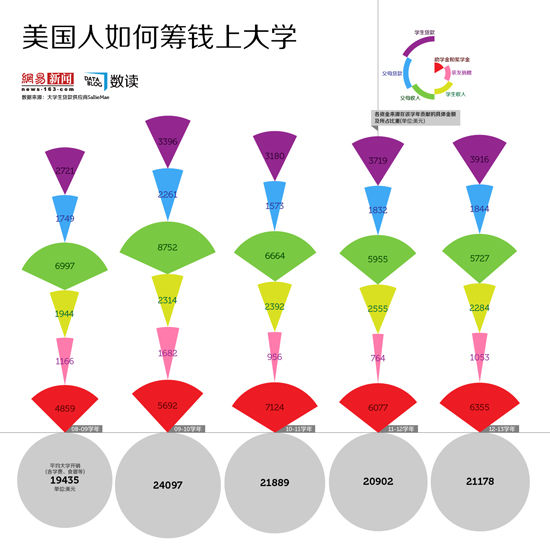 美国人如何筹钱上大学
網易 新闻
news·163.com
DATA BLOG 数读
数据来源：大学生贷款供应商SallieMae
学生贷款
助学金和奖学金
父母贷款
亲友捐赠
学生收入
父母收入
各资金来源在该学年贡献的具体金额
及所占比重(单位:美元)
2721
3396
3180
3719
3916
1749
2261
1573
1832
1844
6997
8752
6664
5955
5727
1944
2314
2392
2555
2284
1166
1682
956
764
1053
4859
5692
7124
6077
6355
08-09学年
09-10学年
10-11学年
11-12学年
12-13学年
平均大学开销
(含学费、食宿等)
19435
单位:美元
24097
21889
20902
21178